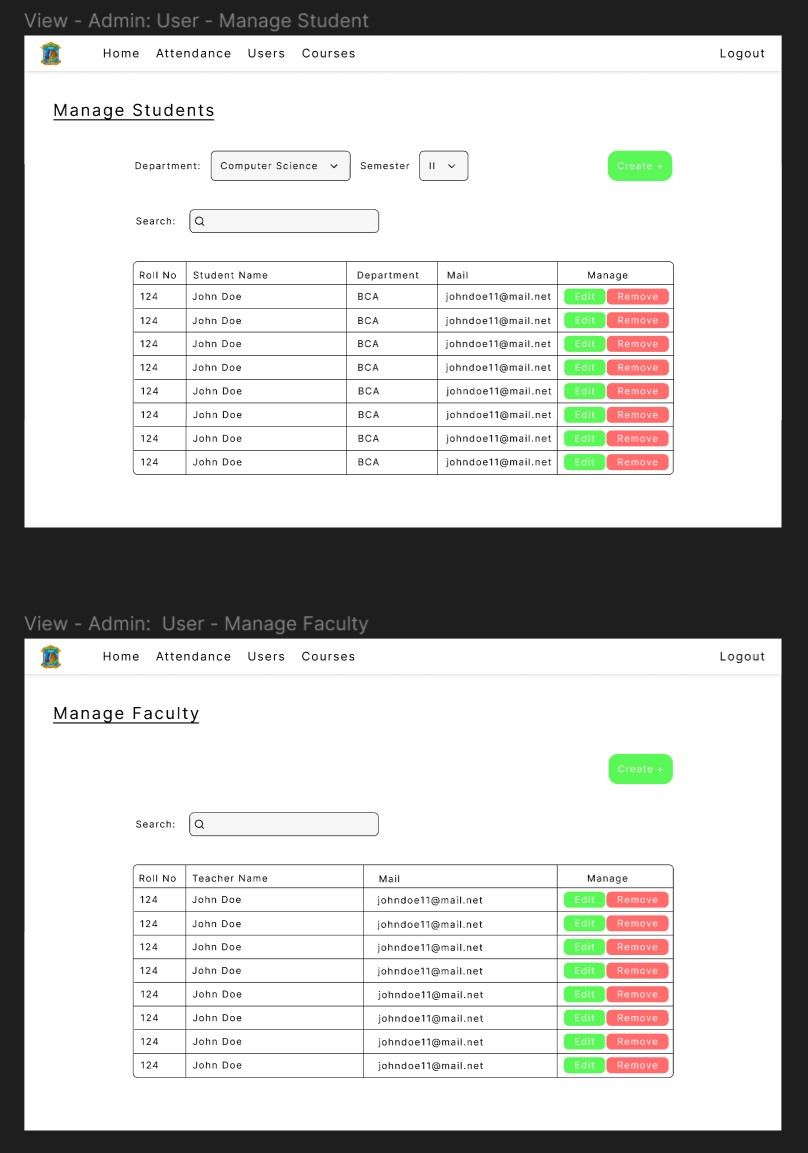 View - Admin: User - Manage Student
Home Attendance Users Courses Logout
Manage Students
Department: Computer Science Semester II Create +
Search:
Roll No Student Name Department Mail Manage
124 John Doe BCA johndoe11@mail.net Edit Remove
124 John Doe BCA johndoe11@mail.net Edit Remove
124 John Doe BCA johndoe11@mail.net Edit Remove
124 John Doe BCA johndoe11@mail.net Edit Remove
124 John Doe BCA johndoe11@mail.net Edit Remove
124 John Doe BCA johndoe11@mail.net Edit Remove
124 John Doe BCA johndoe11@mail.net Edit Remove
124 John Doe BCA johndoe11@mail.net Edit Remove
View - Admin: User - Manage Faculty
Home Attendance Users Courses Logout
Manage Faculty
Create +
Search:
Roll No Teacher Name Mail Manage
124 John Doe johndoe11@mail.net Edit Remove
124 John Doe johndoe11@mail.net Edit Remove
124 John Doe johndoe11@mail.net Edit Remove
124 John Doe johndoe11@mail.net Edit Remove
124 John Doe johndoe11@mail.net Edit Remove
124 John Doe johndoe11@mail.net Edit Remove
124 John Doe johndoe11@mail.net Edit Remove
124 John Doe johndoe11@mail.net Edit Remove